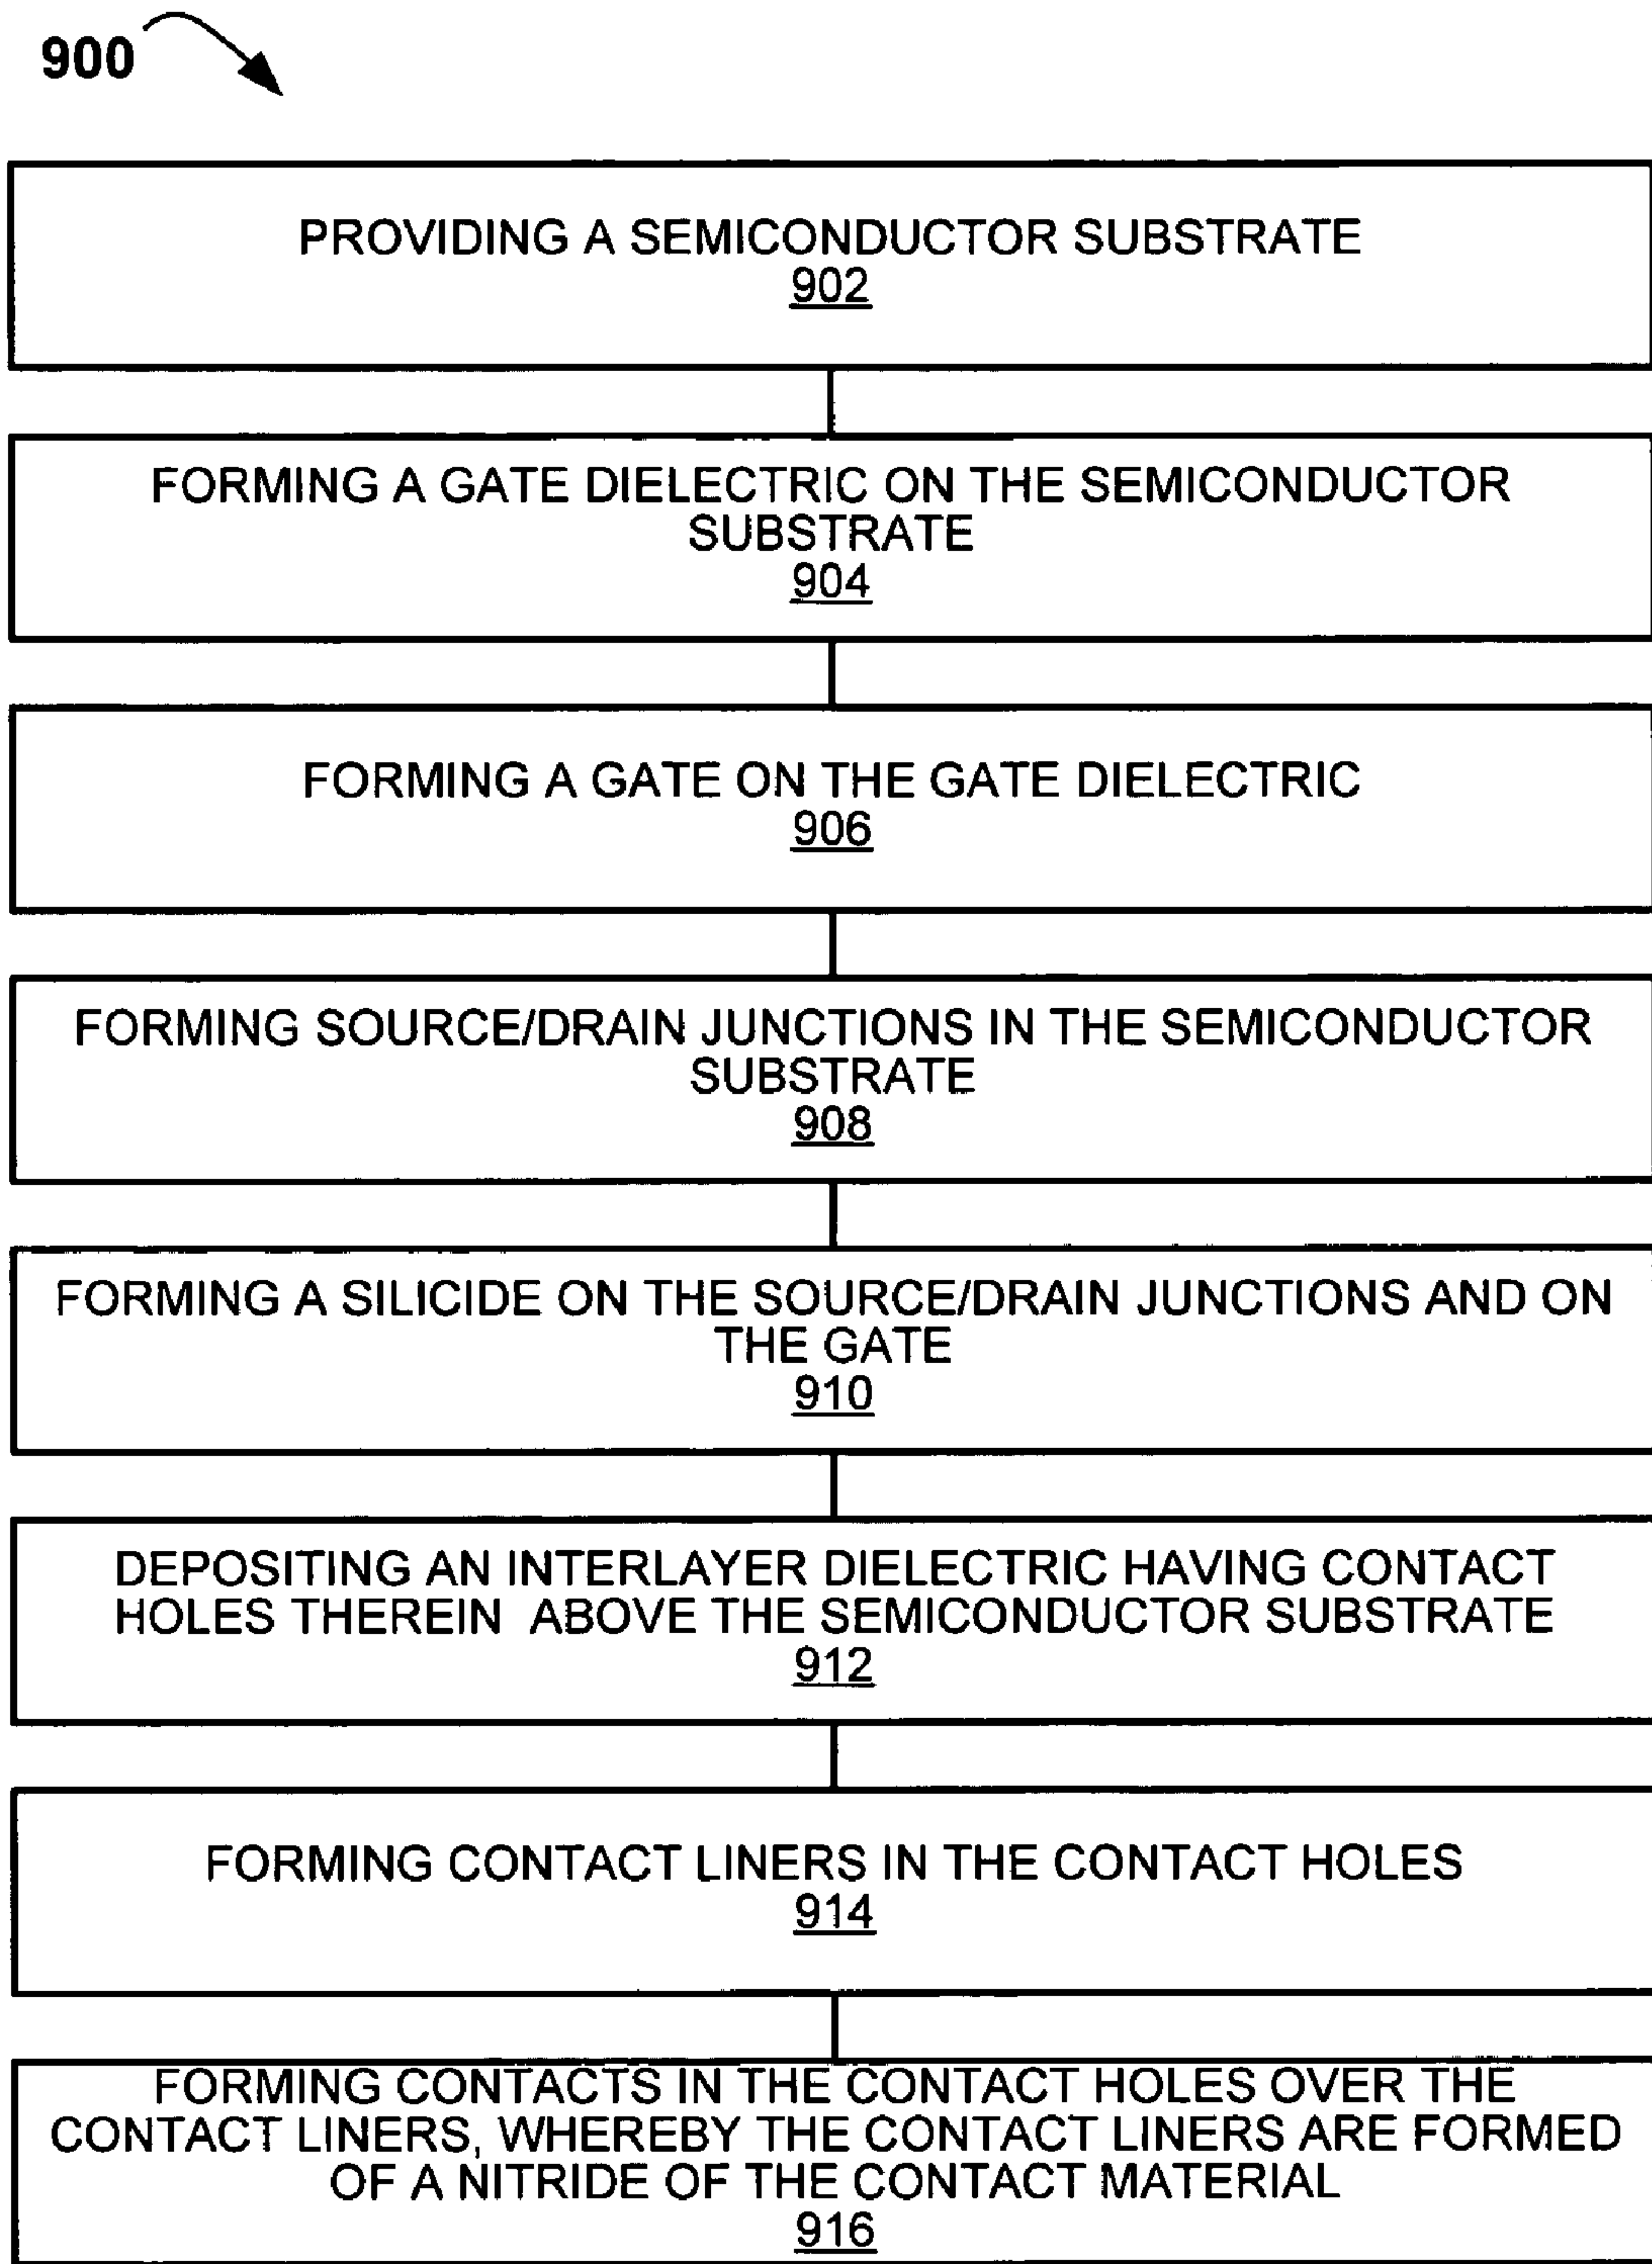 900
PROVIDING A SEMICONDUCTOR SUBSTRATE
902
FORMING A GATE DIELECTRIC ON THE SEMICONDUCTOR
SUBSTRATE
904
FORMING A GATE ON THE GATE DIELECTRIC
906
FORMING SOURCE/DRAIN JUNCTIONS IN THE SEMICONDUCTOR
SUBSTRATE
908
FORMING A SILICIDE ON THE SOURCE/DRAIN JUNCTIONS AND ON
THE GATE
910
DEPOSITING AN INTERLAYER DIELECTRIC HAVING CONTACT
HOLES THEREIN ABOVE THE SEMICONDUCTOR SUBSTRATE
912
FORMING CONTACT LINERS IN THE CONTACT HOLES
914
FORMING CONTACTS IN THE CONTACT HOLES OVER THE
CONTACT LINERS, WHEREBY THE CONTACT LINERS ARE FORMED
OF A NITRIDE OF THE CONTACT MATERIAL
916